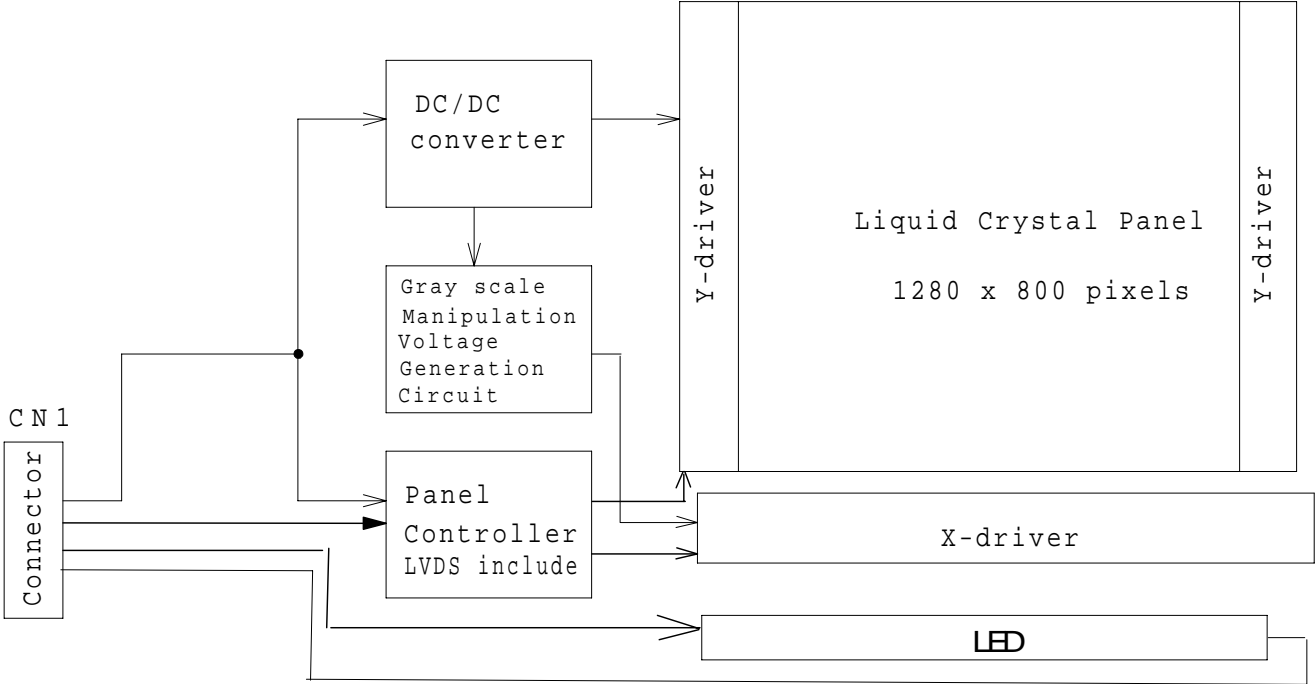 DC/DC
converter
Y-driver
Liquid Crystal Panel
1280 x 800 pixels
Y-driver
Gray scale
Manipulation
Voltage
Generation
Circuit
CN1
Connector
Panel
Controller
LVDS include
X-driver
LED